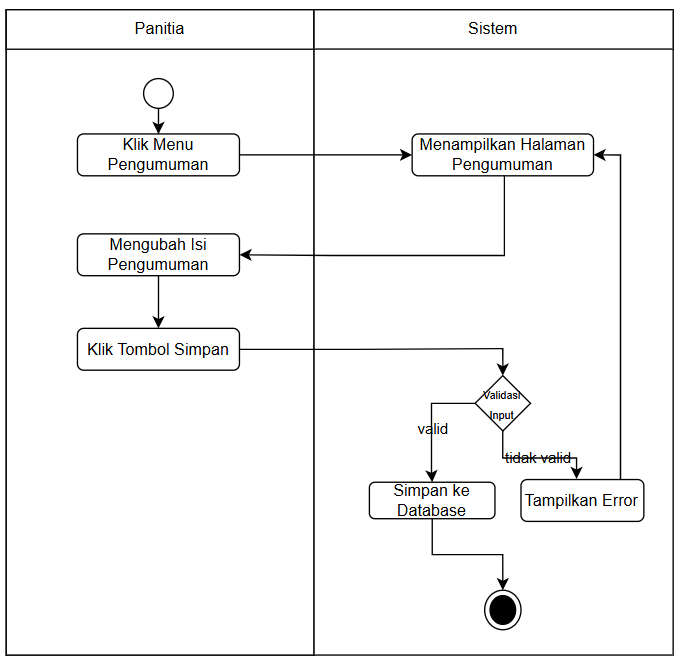 Panitia
Sistem
Klik Menu
Pengumuman
Menampilkan Halaman
Pengumuman
Mengubah Isi
Pengumuman
Klik Tombol Simpan
Validasi
Input
valid
tidak valid
Simpan ke
Database
Tampilkan Error